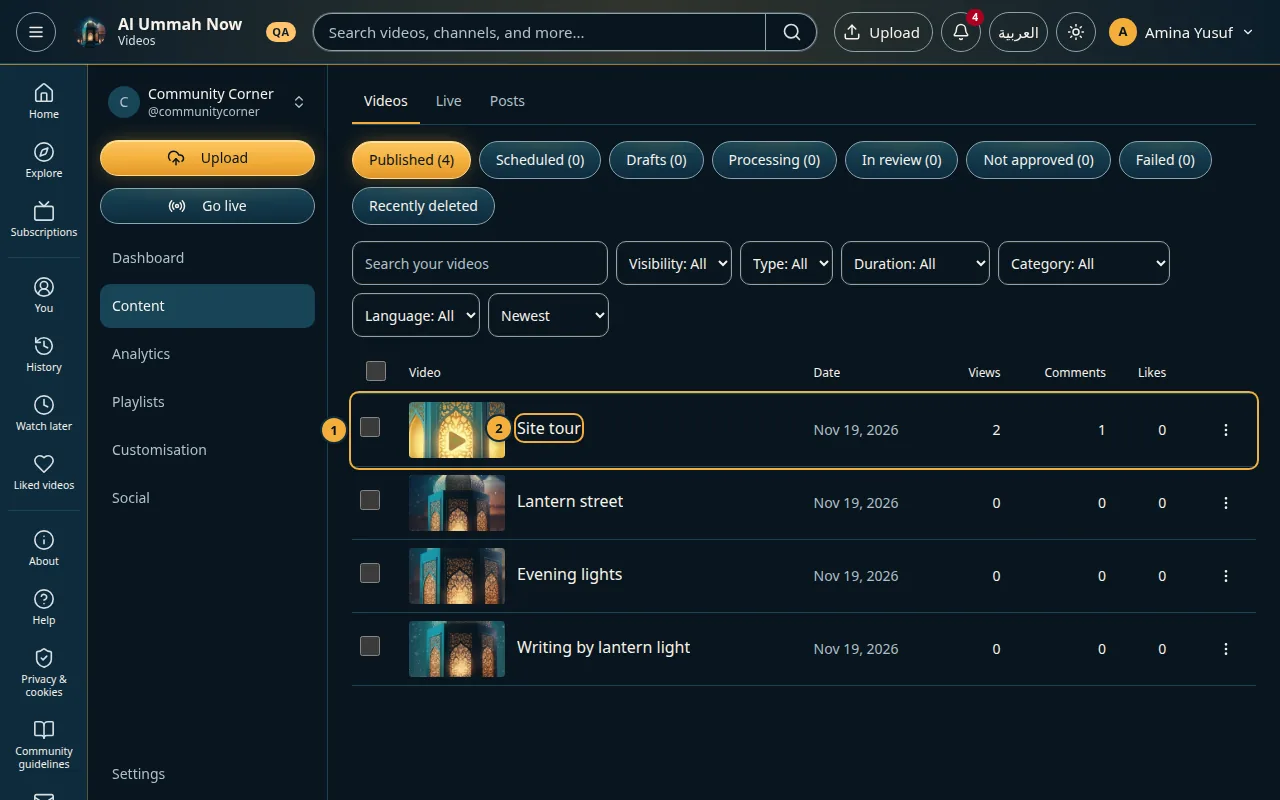 Al Ummah Now
Videos
QA
Search videos, channels, and more...
Upload
4
العربية
A
Amina Yusuf
Home
Explore
Subscriptions
You
History
Watch later
Liked videos
About
Help
Privacy &
cookies
Community
guidelines
C
Community Corner
@communitycorner
Upload
Go live
Dashboard
Content
Analytics
Playlists
Customisation
Social
Settings
Videos
Live
Posts
Published (4)
Scheduled (0)
Drafts (0)
Processing (0)
In review (0)
Not approved (0)
Failed (0)
Recently deleted
Search your videos
Visibility: All
Type: All
Duration: All
Category: All
Language: All
Newest
Video Date Views Comments Likes
1
2
Site tour Nov 19, 2026 2 1 0
Lantern street Nov 19, 2026 0 0 0
Evening lights Nov 19, 2026 0 0 0
Writing by lantern light Nov 19, 2026 0 0 0